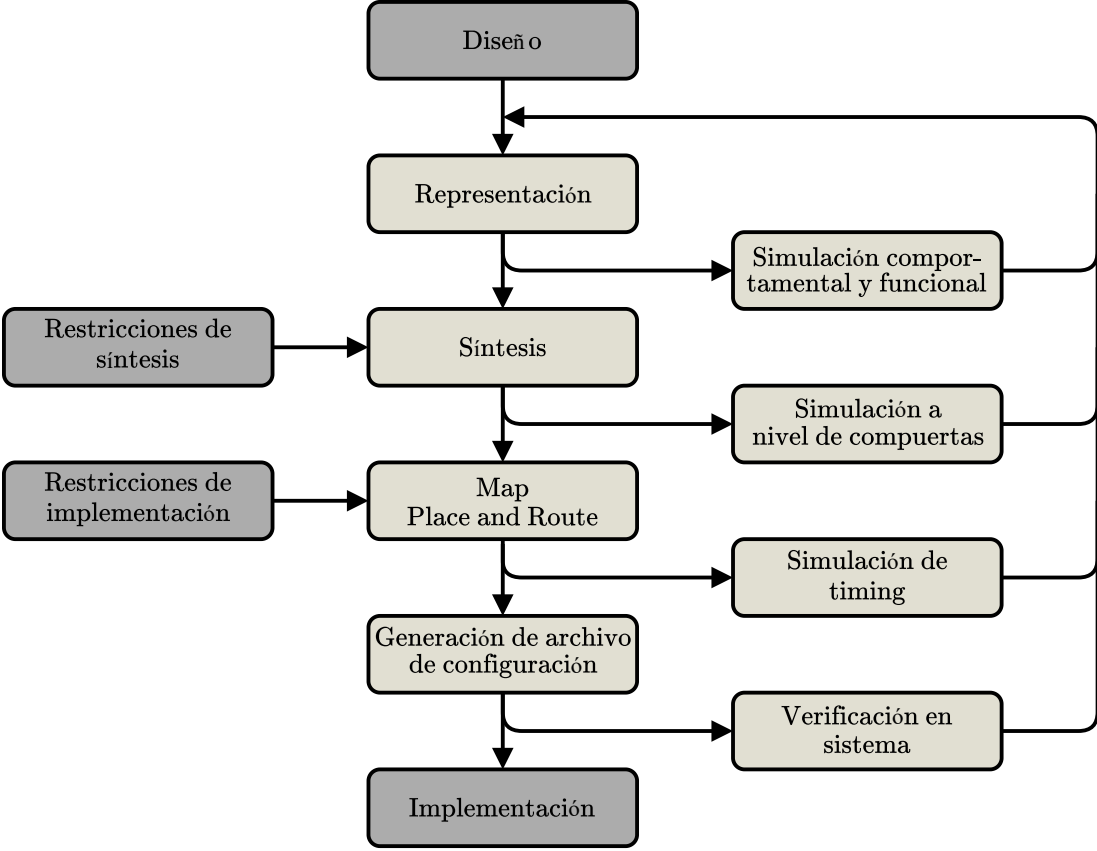 Diseño
Representación
Simulación compor-
tamental y funcional
Restricciones de
síntesis
Síntesis
Simulación a
nivel de compuertas
Restricciones de
implementación
Map
Place and Route
Simulación de
timing
Generación de archivo
de configuración
Verificación en
sistema
Implementación